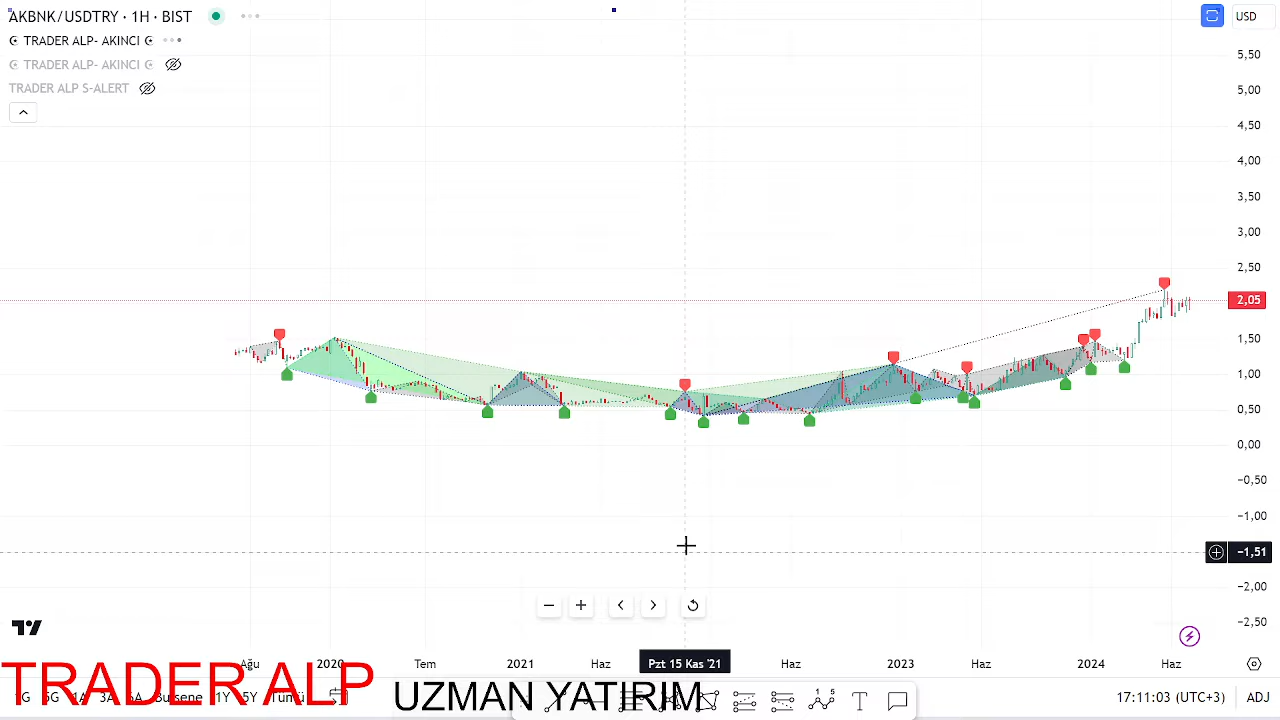 AKBNK/USDTRY · 1H · BIST
USD
TRADER ALP- AKINCI
TRADER ALP- AKINCI
TRADER ALP S-ALERT
5,50
5,00
4,50
4,00
3,50
3,00
2,50
2,05
1,50
1,00
0,50
0,00
−0,50
−1,00
−1,51
−2,00
−2,50
Ağu
2020
Tem
2021
Haz
Pzt 15 Kas '21
Haz
2023
Haz
2024
Haz
TRADER ALP
UZMAN YATIRIM
1Y
5Y
Tümü
17:11:03 (UTC+3)
ADJ